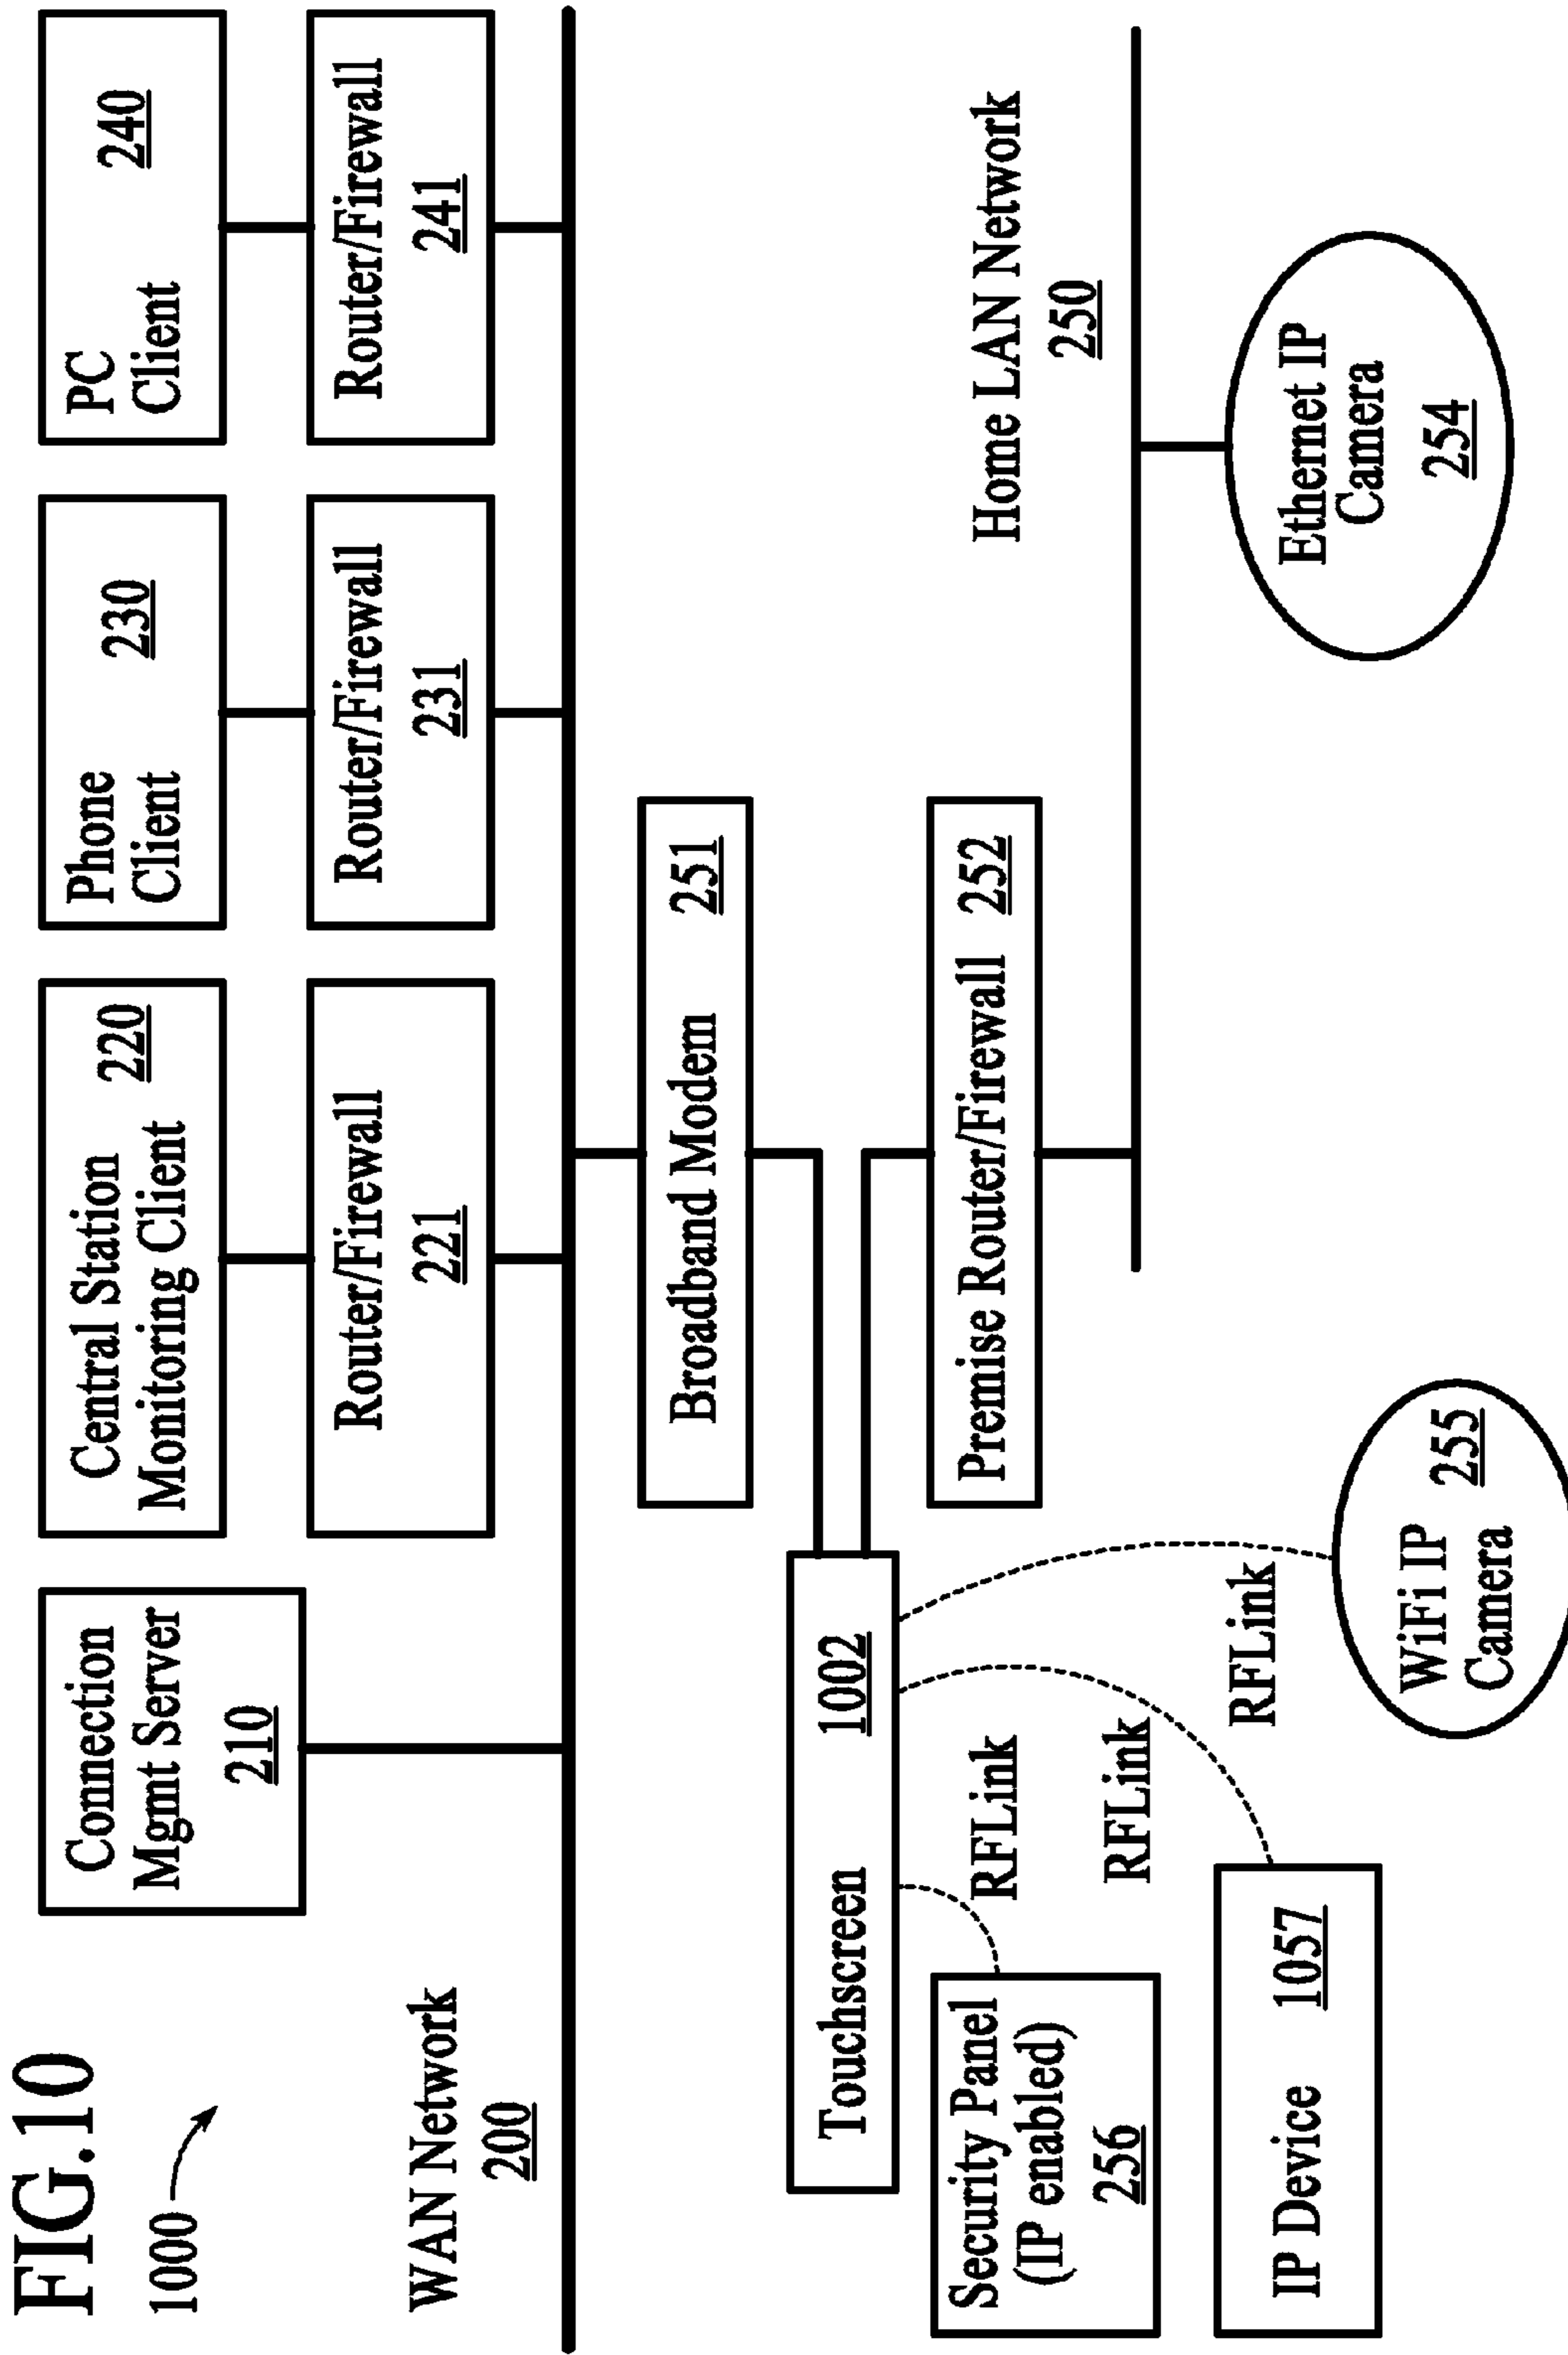 FIG.10
1000
Connection
Mgmt Server
210
Central Station
Monitoring Client
220
Phone
Client
230
PC
Client
240
Router/Firewall
221
Router/Firewall
231
Router/Firewall
241
WAN Network
200
Broadband Modem 251
Touchscreen 1002
Premise Router/Firewall 252
Home LAN Network
250
Security Panel
(IP enabled)
256
RFLink
RFLink
RFLink
IP Device 1057
WiFi IP
Camera
255
Ethernet IP
Camera
254